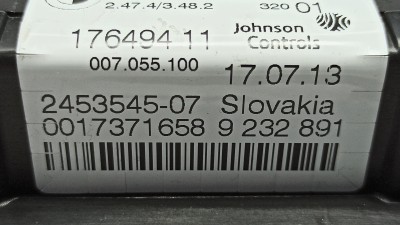 2.47.4/3.48.2 320 01
176494 11 Johnson
Controls
007.055.100 17.07.13
2453545-07 Slovakia
0017371658 9 232 891